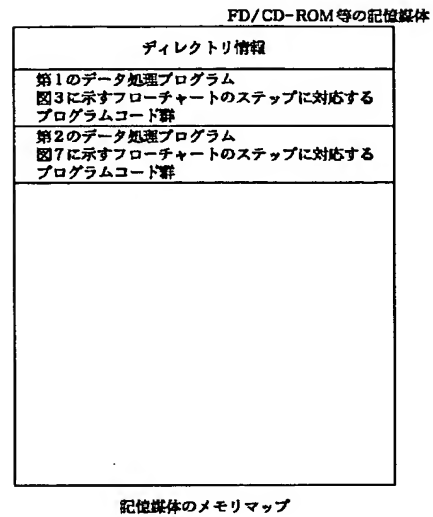 FD/CD-ROM等の記憶媒体
ディレクトリ情報
第1のデータ処理プログラム
図3に示すフローチャートのステップに対応する
プログラムコード群
第2のデータ処理プログラム
図7に示すフローチャートのステップに対応する
プログラムコード群
記憶媒体のメモリマップ